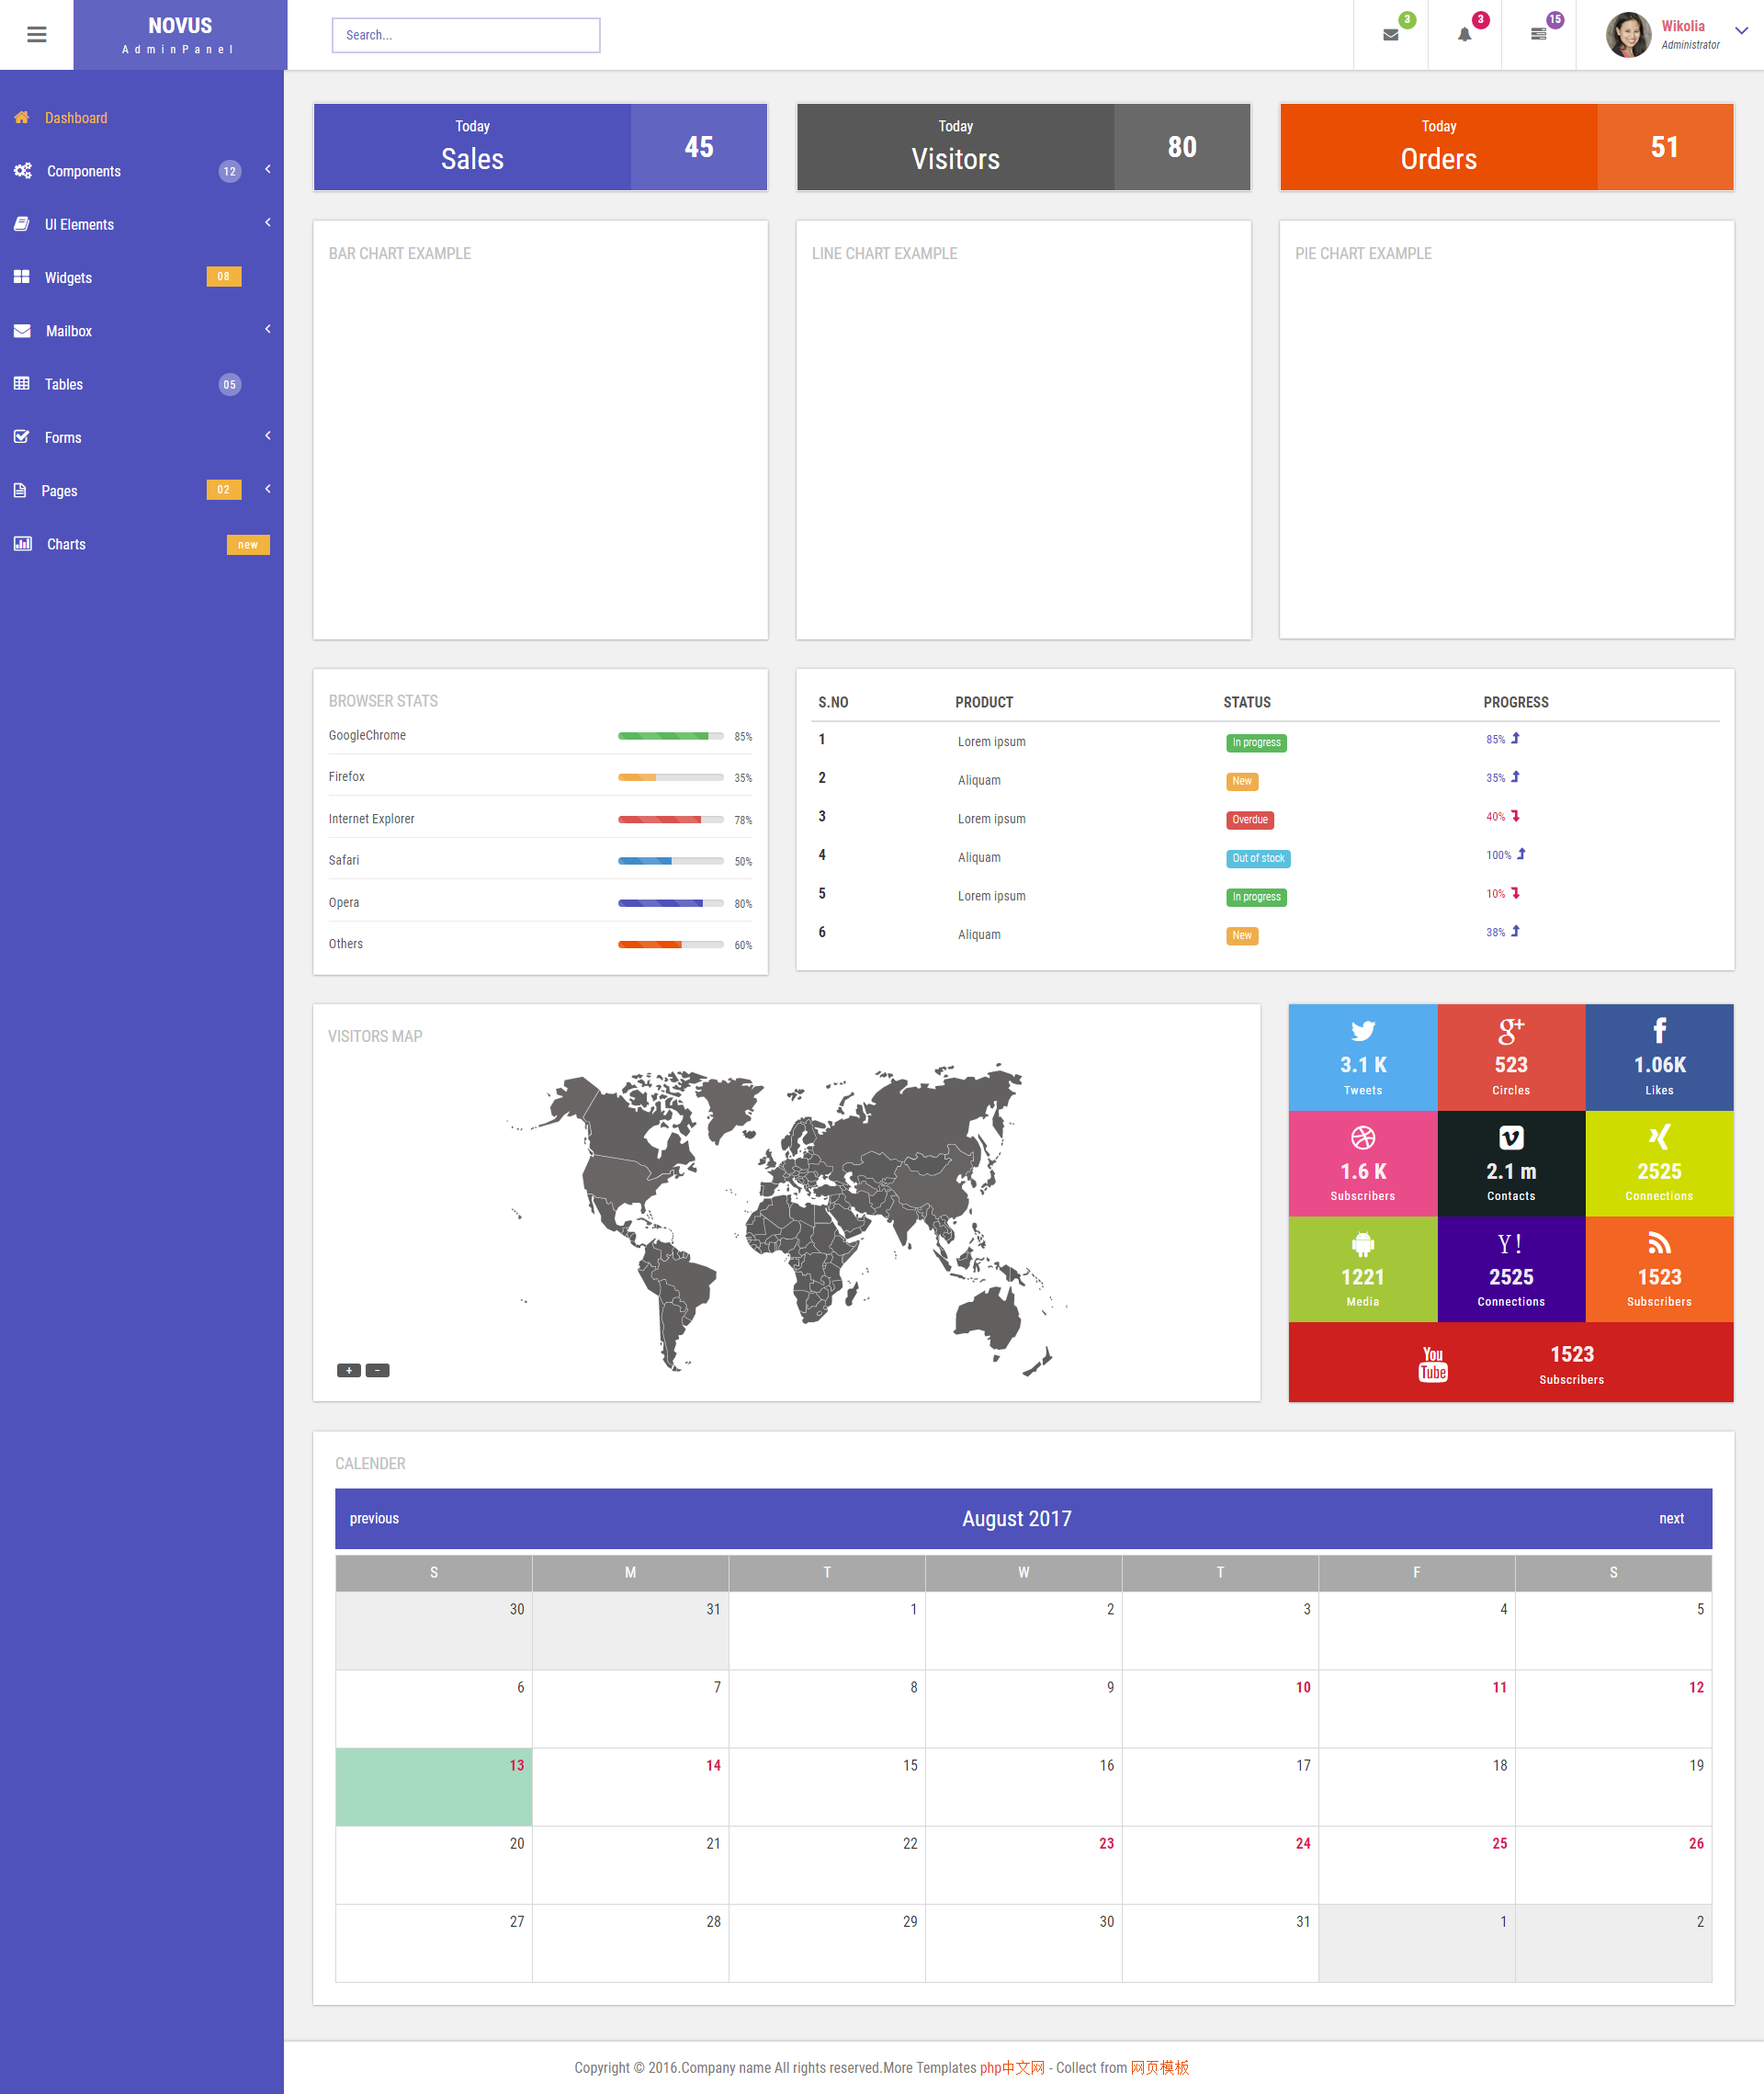 NOVUS
AdminPanel
Search...
3
3
15
Wikolia
Administrator
Dashboard
Components 12
UI Elements
Widgets 08
Mailbox
Tables 05
Forms
Pages 02
Charts new
Today
Sales
45
Today
Visitors
80
Today
Orders
51
BAR CHART EXAMPLE
LINE CHART EXAMPLE
PIE CHART EXAMPLE
BROWSER STATS
GoogleChrome 85%
Firefox 35%
Internet Explorer 78%
Safari 50%
Opera 80%
Others 60%
S.NO PRODUCT STATUS PROGRESS
1 Lorem ipsum In progress 85%
2 Aliquam New 35%
3 Lorem ipsum Overdue 40%
4 Aliquam Out of stock 100%
5 Lorem ipsum In progress 10%
6 Aliquam New 38%
VISITORS MAP
+ −
3.1 K
Tweets
g+
523
Circles
f
1.06K
Likes
1.6 K
Subscribers
2.1 m
Contacts
2525
Connections
1221
Media
Y!
2525
Connections
1523
Subscribers
You
Tube
1523
Subscribers
CALENDER
previous August 2017 next
S M T W T F S
30 31 1 2 3 4 5
6 7 8 9 10 11 12
13 14 15 16 17 18 19
20 21 22 23 24 25 26
27 28 29 30 31 1 2
Copyright © 2016.Company name All rights reserved.More Templates php中文网 - Collect from 网页模板